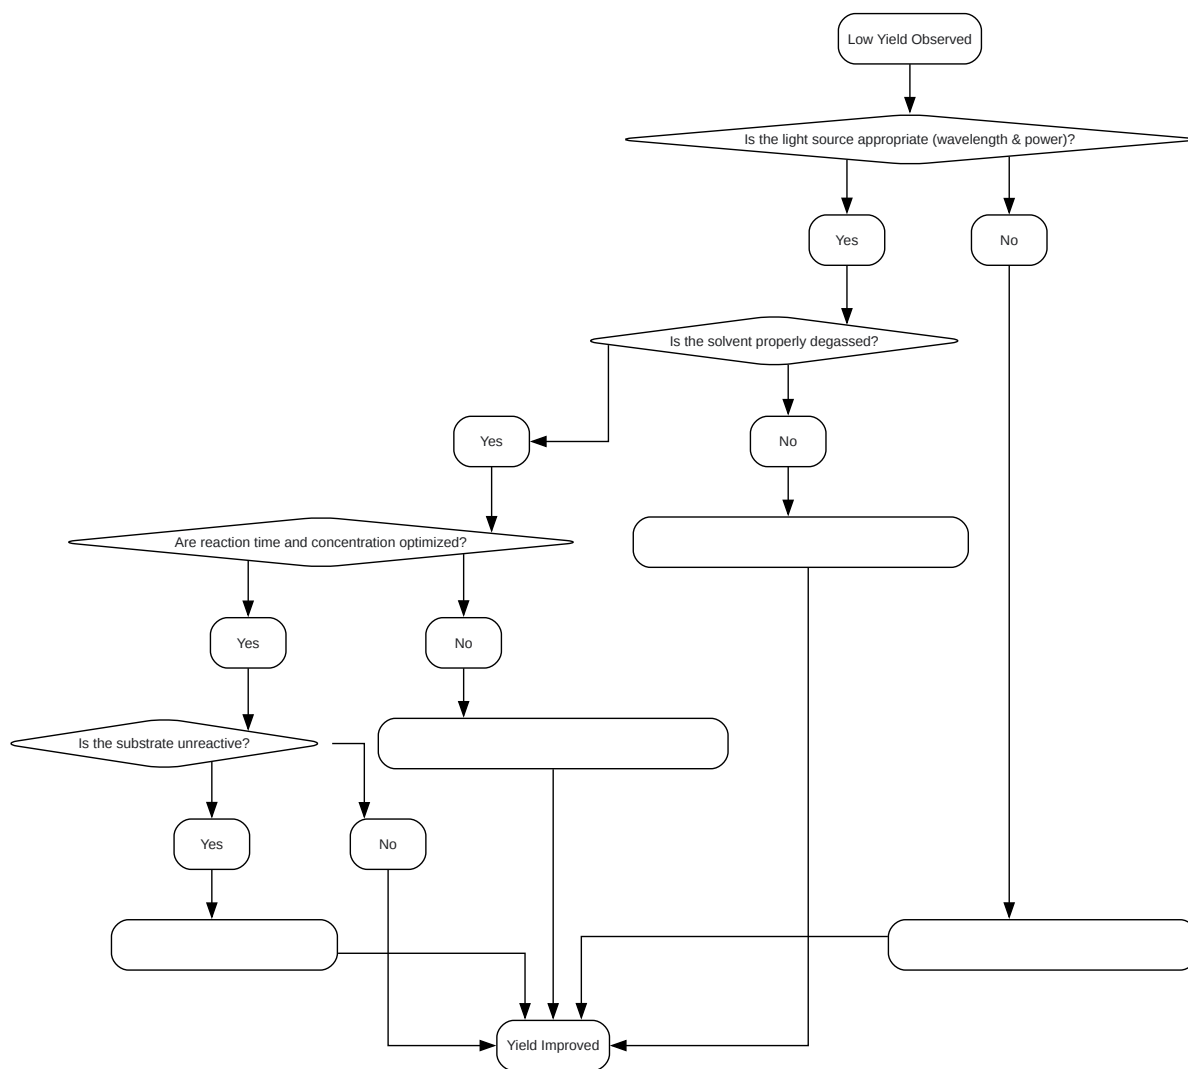 Low Yield Observed
Is the light source appropriate (wavelength & power)?
Yes
No
Is the solvent properly degassed?
Yes
No
Are reaction time and concentration optimized?
Yes
No
Is the substrate unreactive?
Yes
No
Yield Improved